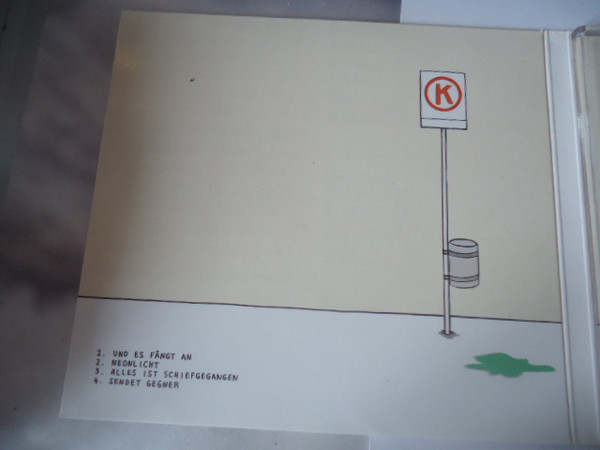 K
1. UND ES FÄNGT AN
2. NEONLICHT
3. ALLES IST SCHIEFGEGANGEN
4. SENDET GEGNER